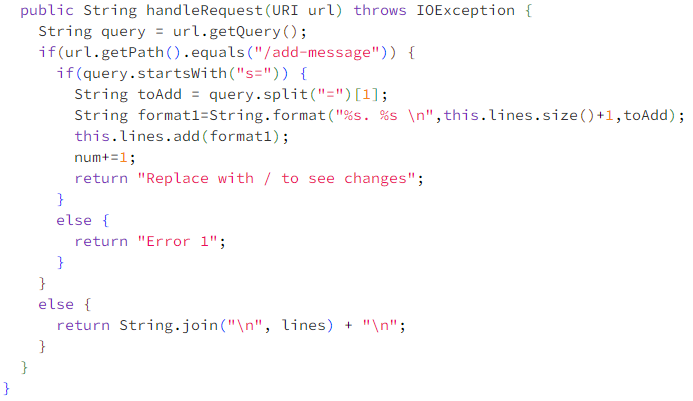 public String handleRequest(URI url) throws IOException {
String query = url.getQuery();
if(url.getPath().equals("/add-message")) {
if(query.startsWith("s=")) {
String toAdd = query.split("=")[1];
String format1=String.format("%s. %s \n",this.lines.size()+1,toAdd);
this.lines.add(format1);
num+=1;
return "Replace with / to see changes";
}
else {
return "Error 1";
}
}
else {
return String.join("\n", lines) + "\n";
}
}
}